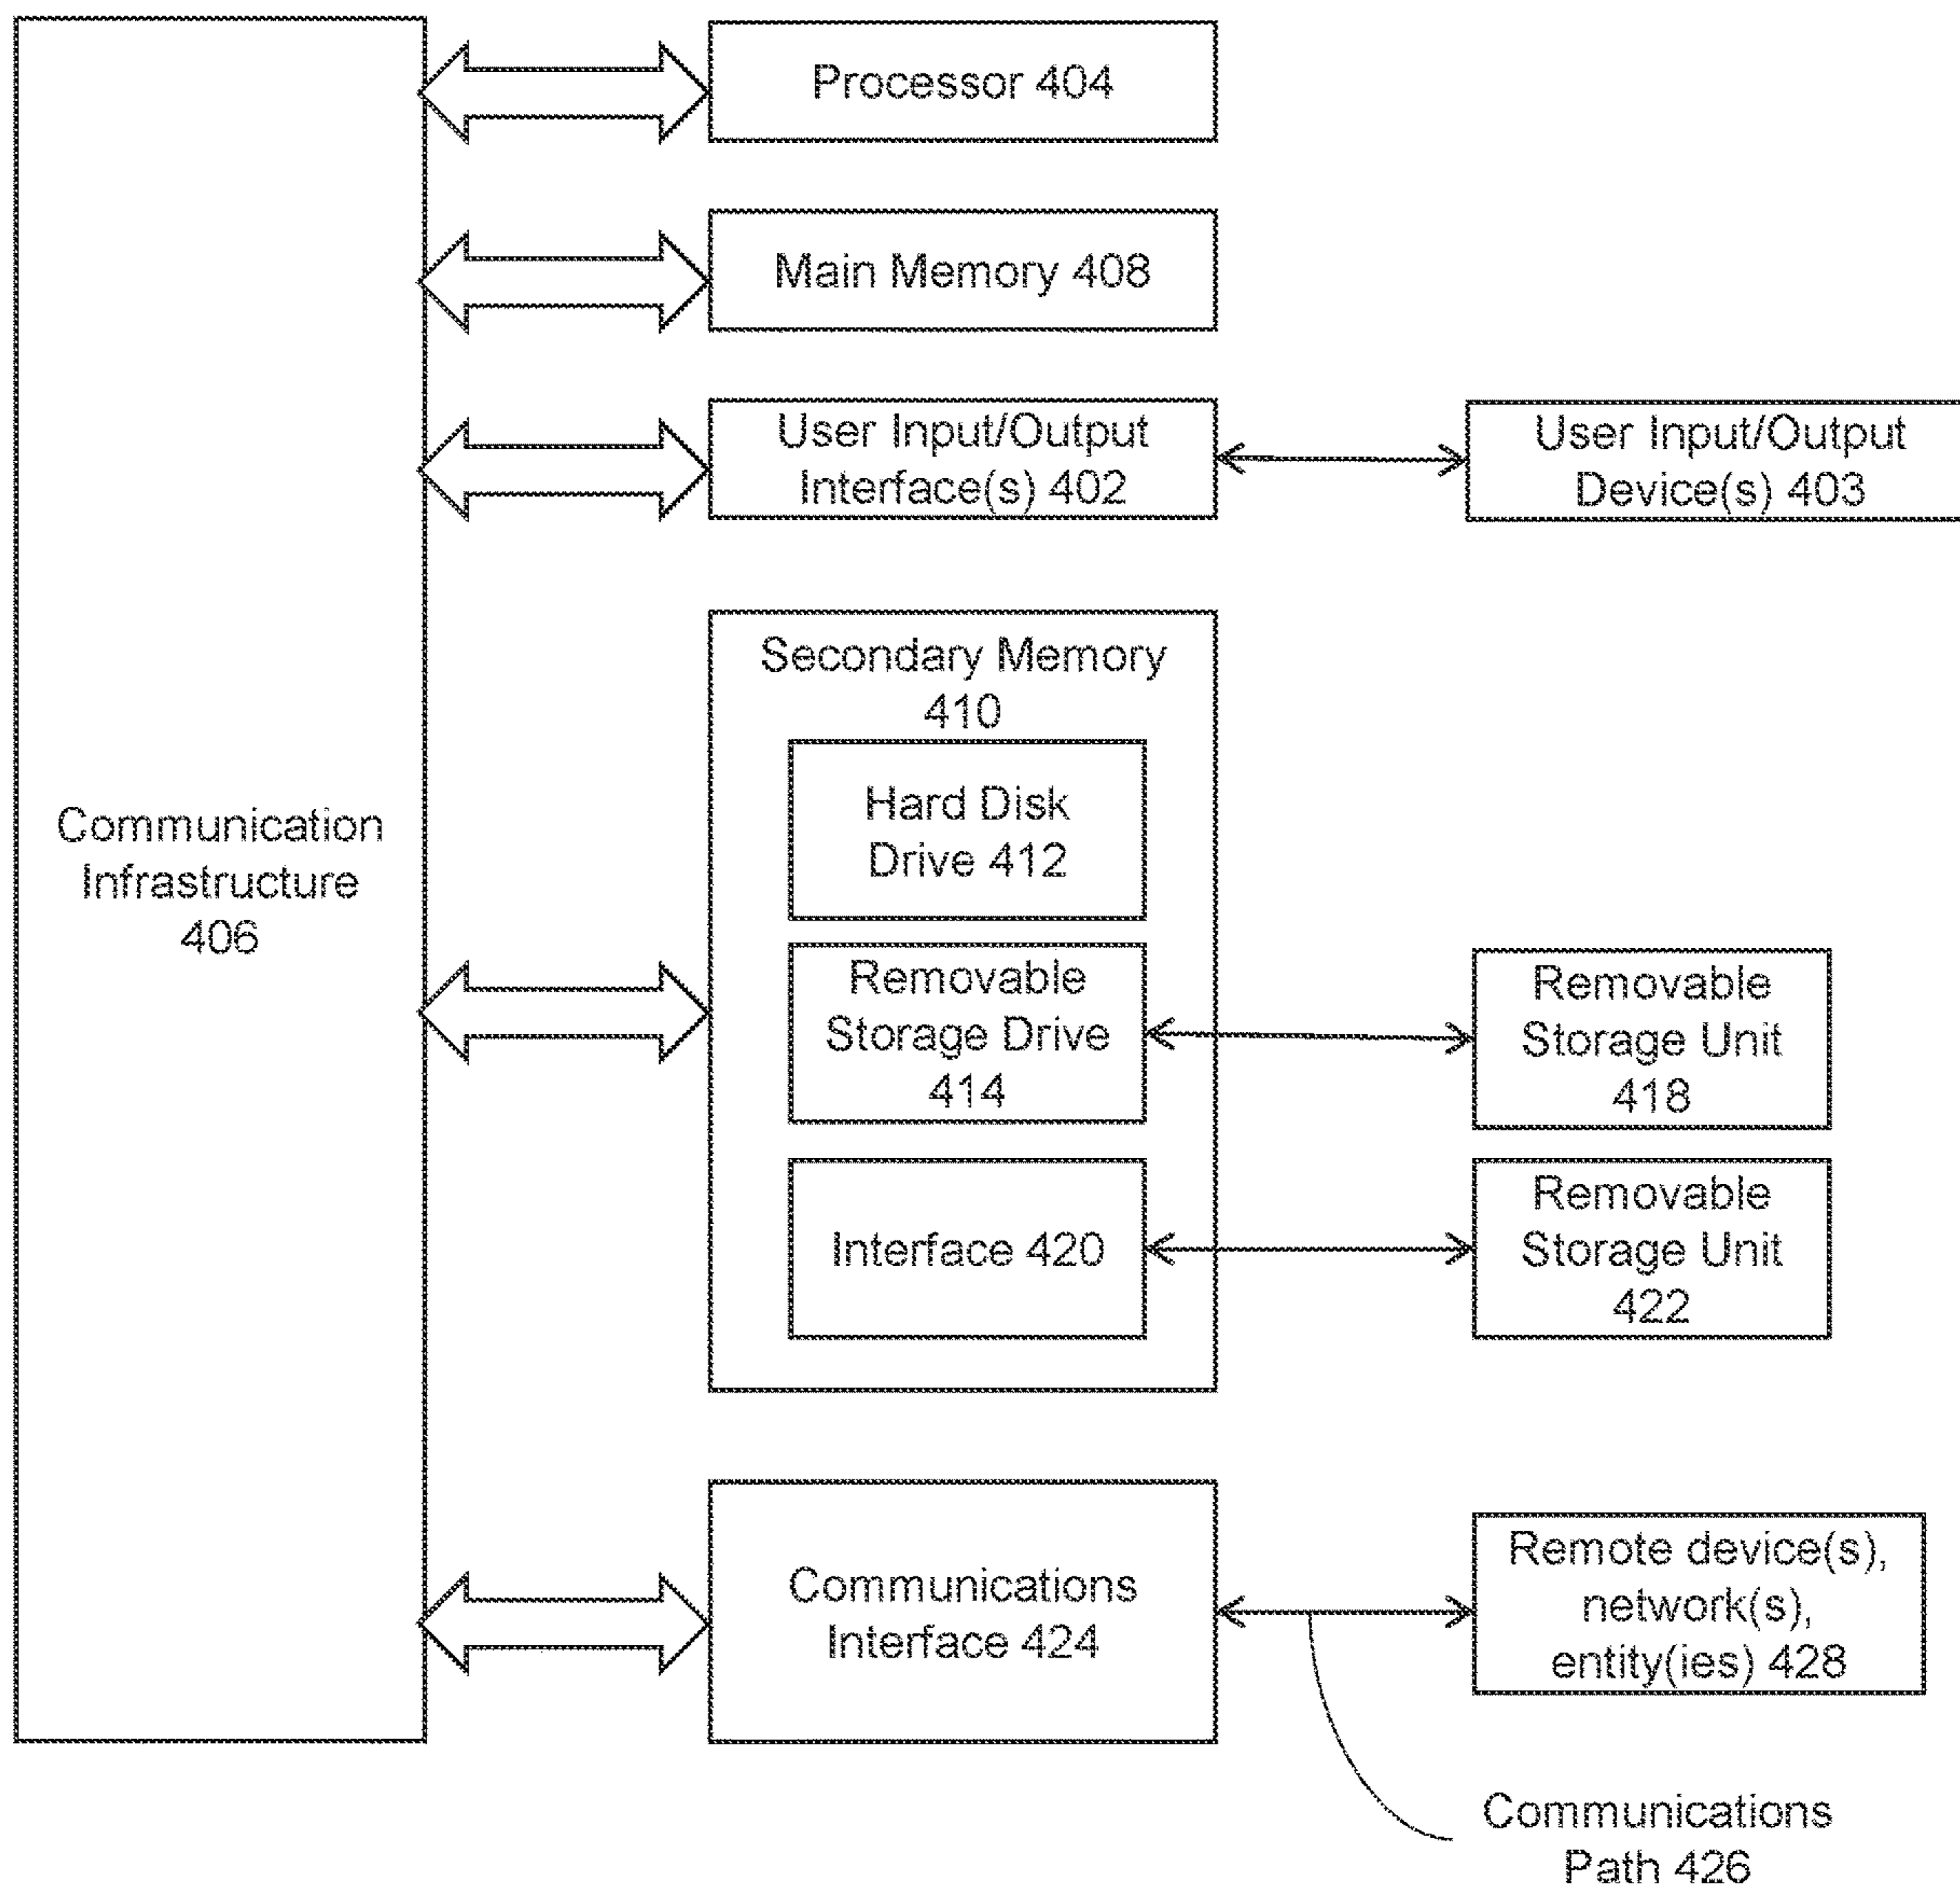 Processor 404
Main Memory 408
User Input/Output
Interface(s) 402
User Input/Output
Device(s) 403
Communication
Infrastructure
406
Secondary Memory
410
Hard Disk
Drive 412
Removable
Storage Drive
414
Removable
Storage Unit
418
Interface 420
Removable
Storage Unit
422
Communications
Interface 424
Remote device(s),
network(s),
entity(ies) 428
Communications
Path 426